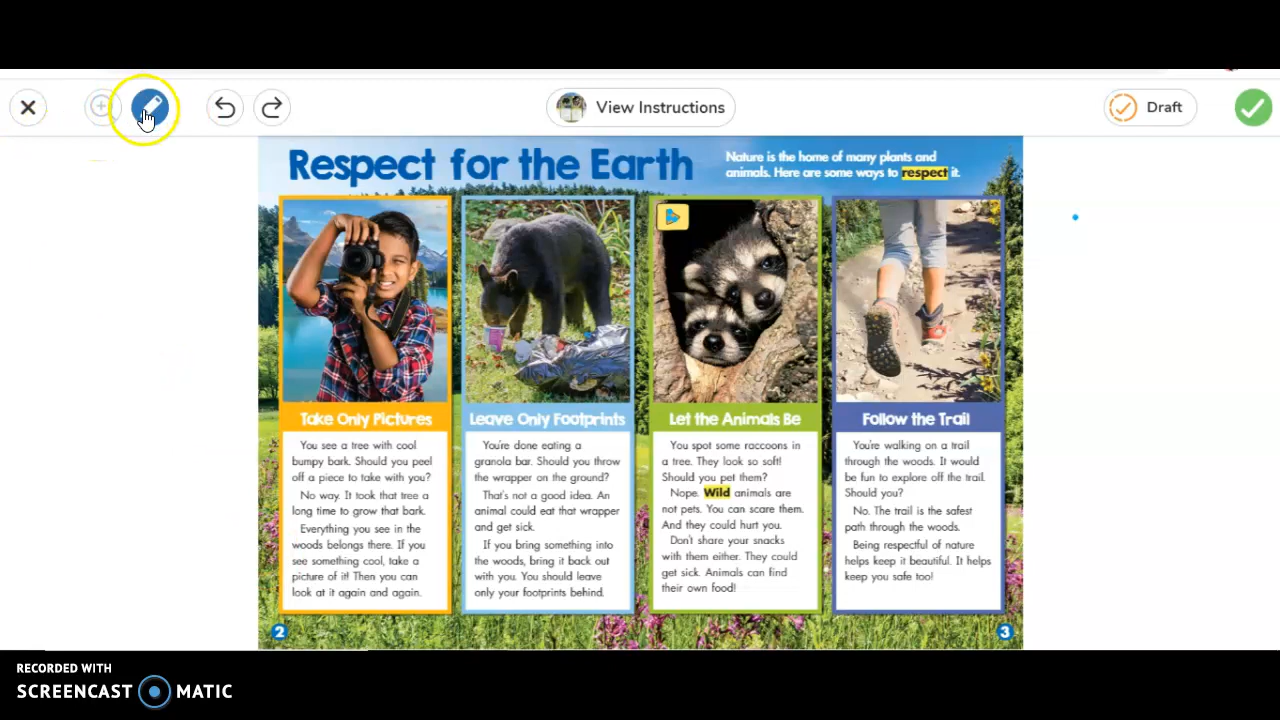 View Instructions
Draft
Respect for the Earth
Nature is the home of many plants and
animals. Here are some ways to respect it.
Take Only Pictures
You see a tree with cool
bumpy bark. Should you peel
off a piece to take with you?
No way. It took that tree a
long time to grow that bark.
Everything you see in the
woods belongs there. If you
see something cool, take a
picture of it! Then you can
look at it again and again.
Leave Only Footprints
You're done eating a
granola bar. Should you throw
the wrapper on the ground?
That's not a good idea. An
animal could eat that wrapper
and get sick.
If you bring something into
the woods, bring it back out
with you. You should leave
only your footprints behind.
Let the Animals Be
You spot some raccoons in
a tree. They look so soft!
Should you pet them?
Nope. Wild animals are
not pets. You can scare them.
And they could hurt you.
Don't share your snacks
with them either. They could
get sick. Animals can find
their own food!
Follow the Trail
You're walking on a trail
through the woods. It would
be fun to explore off the trail.
Should you?
No. The trail is the safest
path through the woods.
Being respectful of nature
helps keep it beautiful. It helps
keep you safe too!
2
3
RECORDED WITH
SCREENCAST MATIC